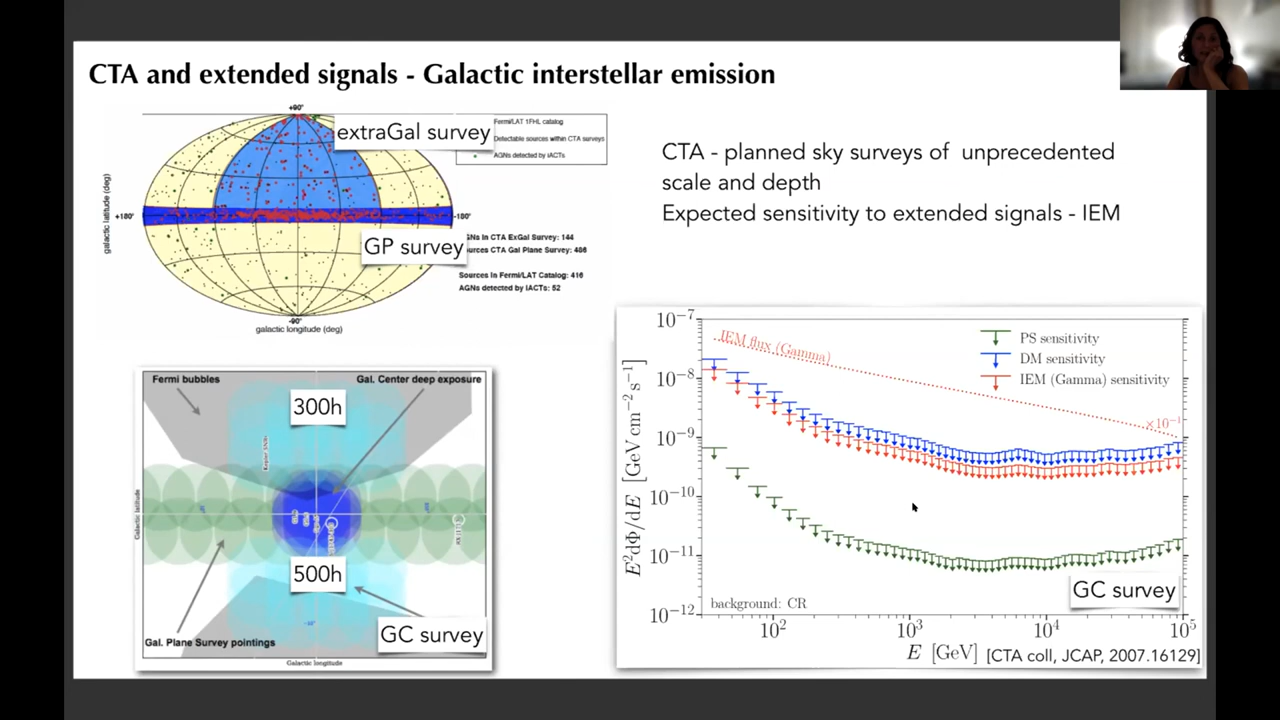 CTA and extended signals - Galactic interstellar emission
+90°
extraGal survey
Fermi/LAT 1FHL catalog
Detectable sources within CTA surveys
AGNs detected by IACTs
galactic latitude (deg)
+180°
-180°
GP survey
GNs in CTA ExGal Survey: 144
ources CTA Gal Plane Survey: 486
Sources in Fermi/LAT Catalog: 416
AGNs detected by IACTs: 52
-90°
galactic longitude (deg)
CTA - planned sky surveys of unprecedented
scale and depth
Expected sensitivity to extended signals - IEM
Fermi bubbles
Gal. Center deep exposure
300h
Galactic latitude
500h
Gal. Plane Survey pointings
GC survey
Galactic longitude
10⁻⁷
10⁻⁸
10⁻⁹
10⁻¹⁰
10⁻¹¹
10⁻¹²
E²dΦ/dE [GeV cm⁻² s⁻¹]
IEM flux (Gamma)
PS sensitivity
DM sensitivity
IEM (Gamma) sensitivity
×10⁻¹
GC survey
background: CR
10²
10³
10⁴
10⁵
E [GeV]
[CTA coll, JCAP, 2007.16129]